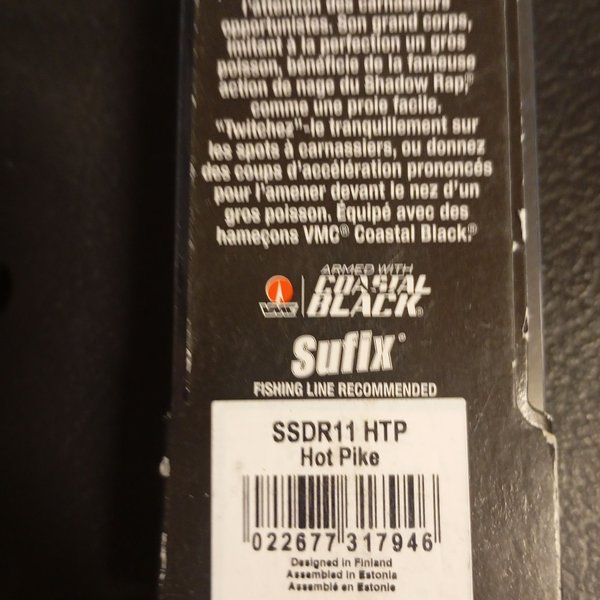 l'attention des carnassiers
opportunistes. Son grand corps,
imitant à la perfection un gros
poisson, bénéficie de la fameuse
action de nage du Shadow Rap,®
comme une proie facile.
"Twitchez"-le tranquillement sur
les spots à carnassiers, ou donnez
des coups d'accélération prononcés
pour l'amener devant le nez d'un
gros poisson. Équipé avec des
hameçons VMC® Coastal Black.®
VMC
ARMED WITH
COASTAL
BLACK®
Sufix®
FISHING LINE RECOMMENDED
SSDR11 HTP
Hot Pike
022677 317946
Designed in Finland
Assembled in Estonia
Assemblé en Estonie